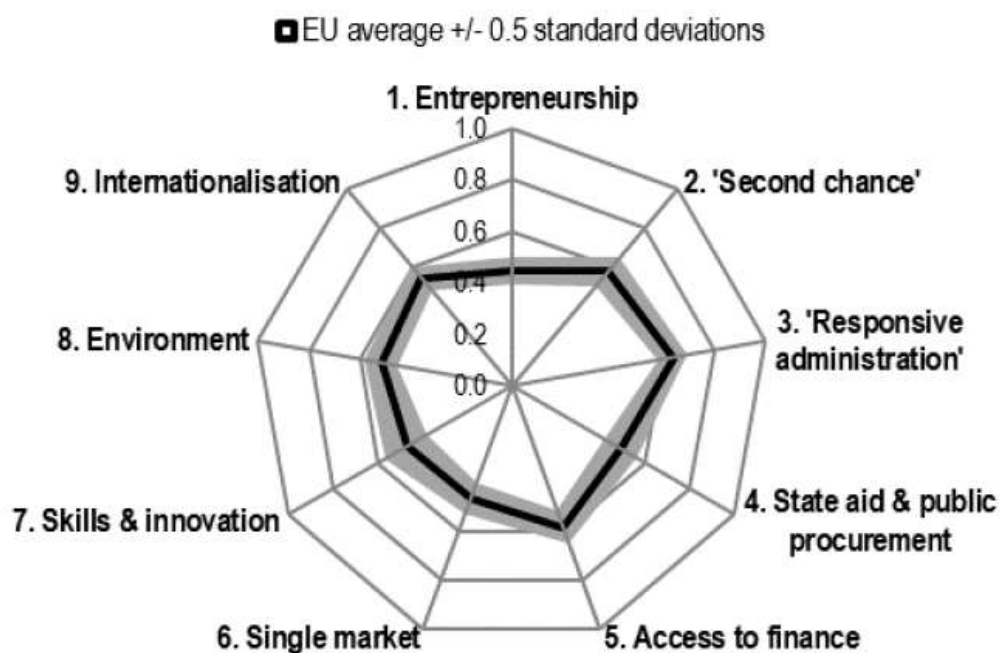 EU average +/- 0.5 standard deviations
1. Entrepreneurship
1.0
9. Internationalisation
0.8
2. 'Second chance'
0.6
0.4
8. Environment
0.2
3. 'Responsive
administration'
0.0
4. State aid & public
procurement
7. Skills & innovation
6. Single market
5. Access to finance